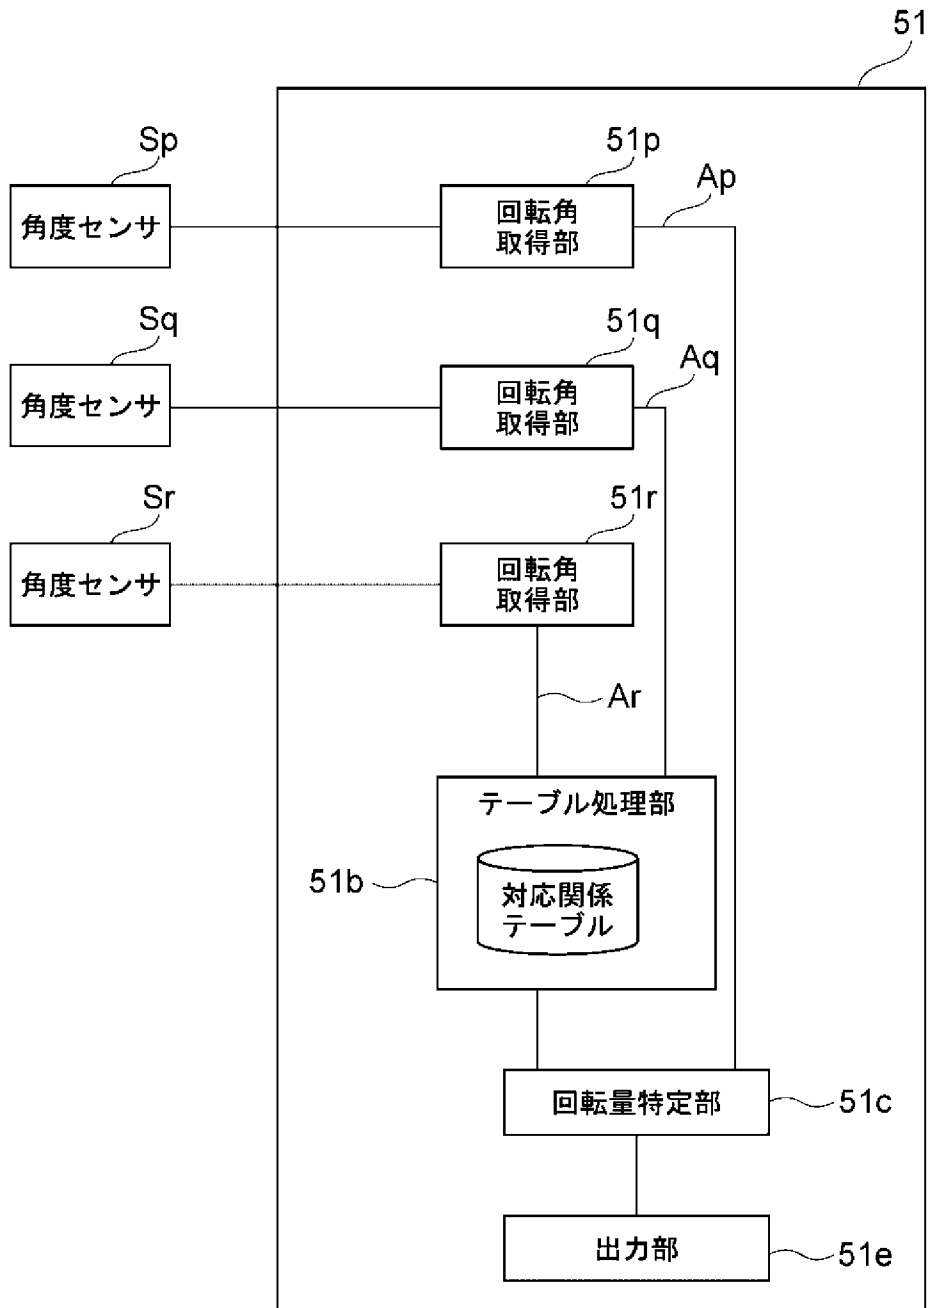 51
Sp
51p
Ap
角度センサ
回転角
取得部
Sq
51q
Aq
角度センサ
回転角
取得部
Sr
51r
角度センサ
回転角
取得部
Ar
テーブル処理部
51b
対応関係
テーブル
回転量特定部
51c
出力部
51e